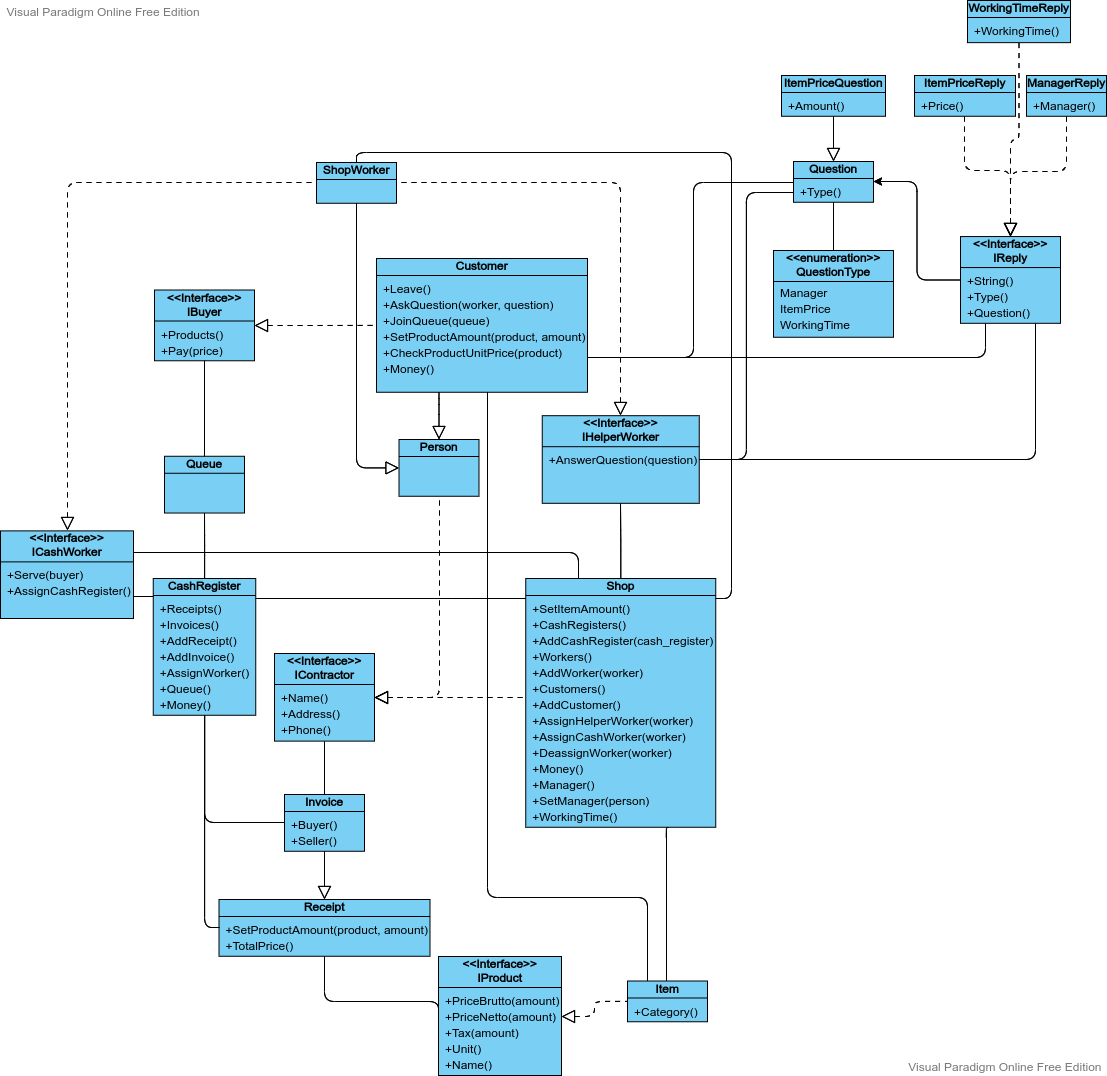 Visual Paradigm Online Free Edition
WorkingTimeReply
+WorkingTime()
ItemPriceQuestion
+Amount()
ItemPriceReply
+Price()
ManagerReply
+Manager()
ShopWorker
Question
+Type()
<<Interface>>
IReply
+String()
+Type()
+Question()
<<enumeration>>
QuestionType
Manager
ItemPrice
WorkingTime
Customer
+Leave()
+AskQuestion(worker, question)
+JoinQueue(queue)
+SetProductAmount(product, amount)
+CheckProductUnitPrice(product)
+Money()
<<Interface>>
IBuyer
+Products()
+Pay(price)
<<Interface>>
IHelperWorker
+AnswerQuestion(question)
Person
Queue
<<Interface>>
ICashWorker
+Serve(buyer)
+AssignCashRegister()
CashRegister
+Receipts()
+Invoices()
+AddReceipt()
+AddInvoice()
+AssignWorker()
+Queue()
+Money()
Shop
+SetItemAmount()
+CashRegisters()
+AddCashRegister(cash_register)
+Workers()
+AddWorker(worker)
+Customers()
+AddCustomer()
+AssignHelperWorker(worker)
+AssignCashWorker(worker)
+DeassignWorker(worker)
+Money()
+Manager()
+SetManager(person)
+WorkingTime()
<<Interface>>
IContractor
+Name()
+Address()
+Phone()
Invoice
+Buyer()
+Seller()
Receipt
+SetProductAmount(product, amount)
+TotalPrice()
<<Interface>>
IProduct
+PriceBrutto(amount)
+PriceNetto(amount)
+Tax(amount)
+Unit()
+Name()
Item
+Category()
Visual Paradigm Online Free Edition